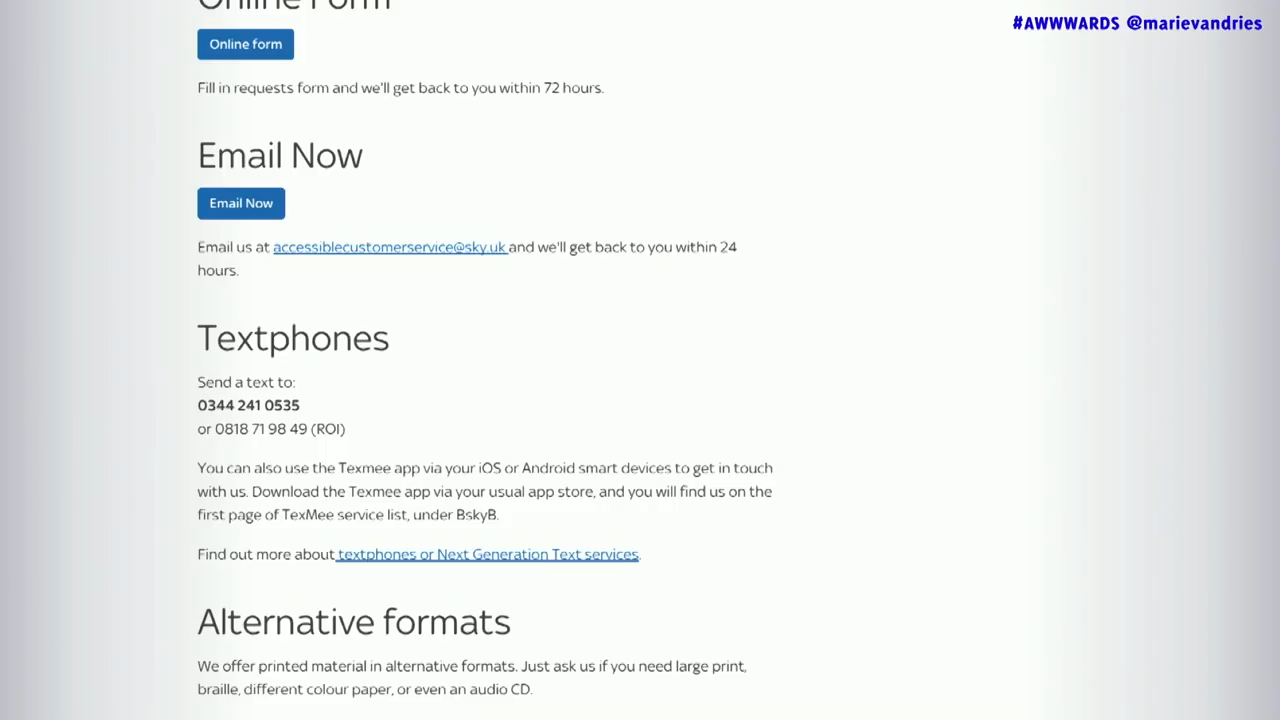 Online Form
#AWWWARDS @marievandries
Online form
Fill in requests form and we'll get back to you within 72 hours.
Email Now
Email Now
Email us at accessiblecustomerservice@sky.uk and we'll get back to you within 24
hours.
Textphones
Send a text to:
0344 241 0535
or 0818 71 98 49 (ROI)
You can also use the Texmee app via your iOS or Android smart devices to get in touch
with us. Download the Texmee app via your usual app store, and you will find us on the
first page of TexMee service list, under BskyB.
Find out more about textphones or Next Generation Text services.
Alternative formats
We offer printed material in alternative formats. Just ask us if you need large print,
braille, different colour paper, or even an audio CD.